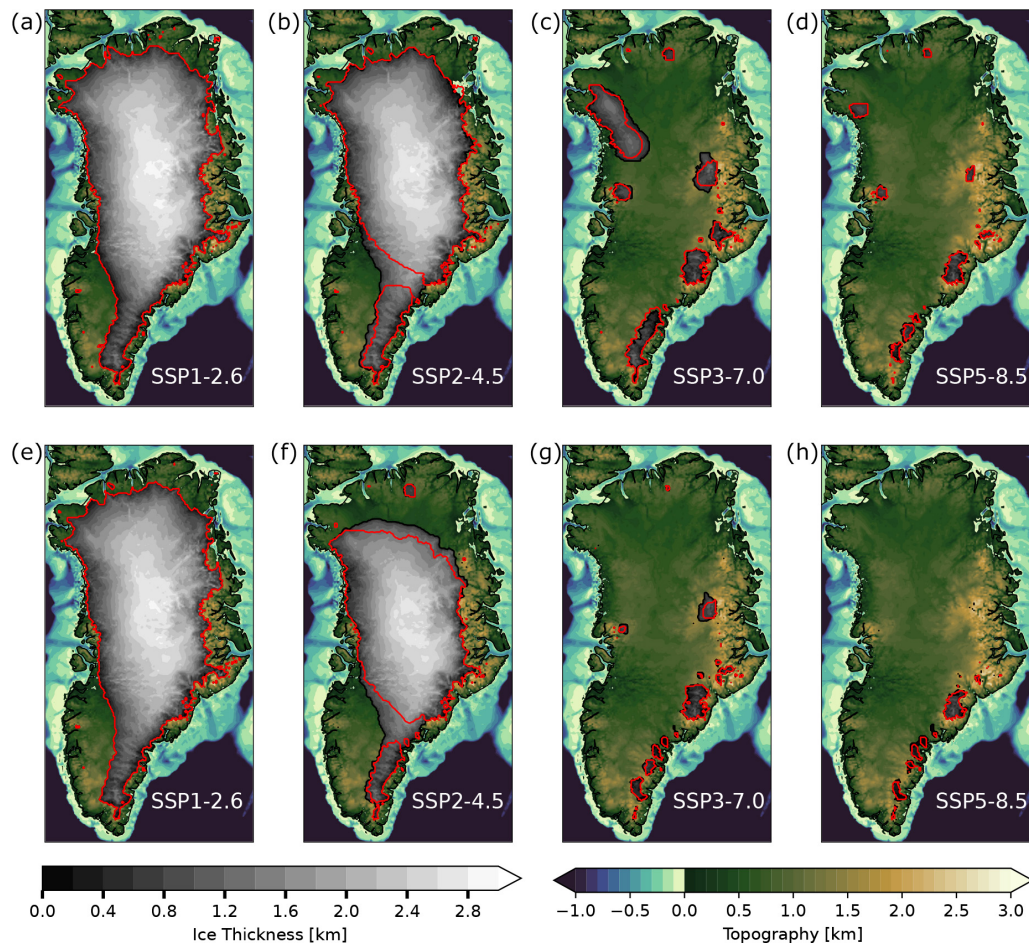 (a) (b) (c) (d)
SSP1-2.6 SSP2-4.5 SSP3-7.0 SSP5-8.5
(e) (f) (g) (h)
SSP1-2.6 SSP2-4.5 SSP3-7.0 SSP5-8.5
0.0 0.4 0.8 1.2 1.6 2.0 2.4 2.8
Ice Thickness [km]
−1.0 −0.5 0.0 0.5 1.0 1.5 2.0 2.5 3.0
Topography [km]